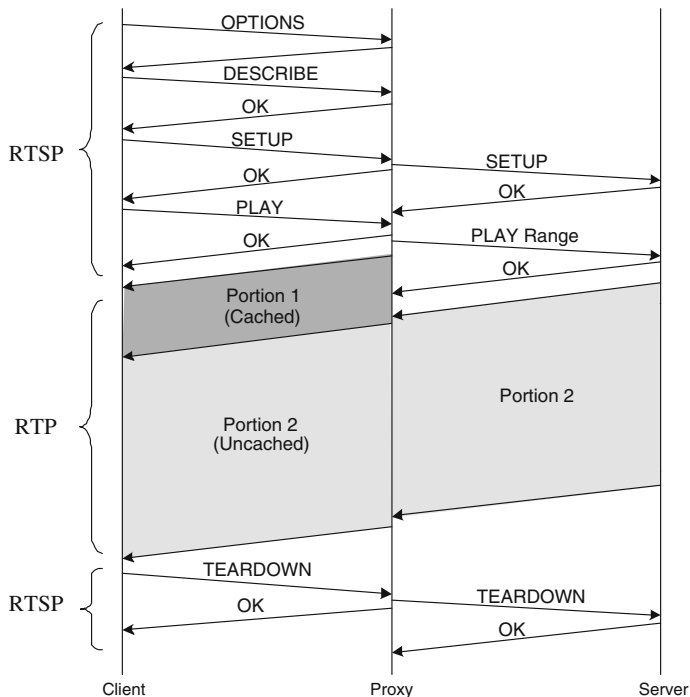 OPTIONS
DESCRIBE
OK
SETUP
RTSP
SETUP
OK
OK
PLAY
PLAY Range
OK
OK
Portion 1
(Cached)
Portion 2
Portion 2
(Uncached)
RTP
TEARDOWN
TEARDOWN
RTSP
OK
OK
Client
Proxy
Server